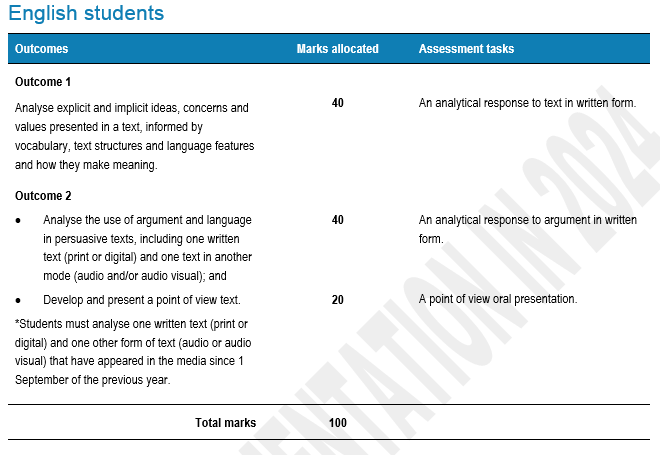 English students
Outcomes Marks allocated Assessment tasks
Outcome 1
Analyse explicit and implicit ideas, concerns and
values presented in a text, informed by
vocabulary, text structures and language features
and how they make meaning.
40
An analytical response to text in written form.
Outcome 2
• Analyse the use of argument and language
in persuasive texts, including one written
text (print or digital) and one text in another
mode (audio and/or audio visual); and
40
An analytical response to argument in written
form.
• Develop and present a point of view text.
20
A point of view oral presentation.
*Students must analyse one written text (print or
digital) and one other form of text (audio or audio
visual) that have appeared in the media since 1
September of the previous year.
Total marks 100
ENTATION IN 2024